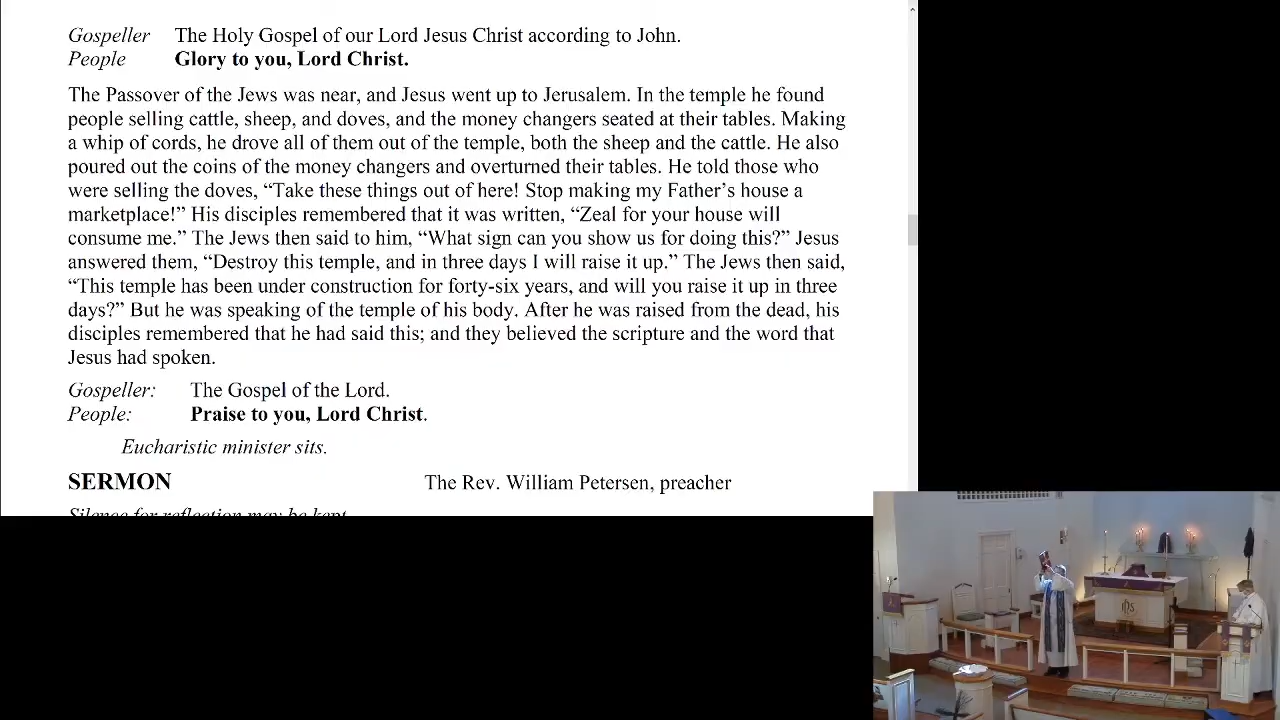 Gospeller The Holy Gospel of our Lord Jesus Christ according to John.
People Glory to you, Lord Christ.
The Passover of the Jews was near, and Jesus went up to Jerusalem. In the temple he found
people selling cattle, sheep, and doves, and the money changers seated at their tables. Making
a whip of cords, he drove all of them out of the temple, both the sheep and the cattle. He also
poured out the coins of the money changers and overturned their tables. He told those who
were selling the doves, “Take these things out of here! Stop making my Father’s house a
marketplace!” His disciples remembered that it was written, “Zeal for your house will
consume me.” The Jews then said to him, “What sign can you show us for doing this?” Jesus
answered them, “Destroy this temple, and in three days I will raise it up.” The Jews then said,
“This temple has been under construction for forty-six years, and will you raise it up in three
days?” But he was speaking of the temple of his body. After he was raised from the dead, his
disciples remembered that he had said this; and they believed the scripture and the word that
Jesus had spoken.
Gospeller: The Gospel of the Lord.
People: Praise to you, Lord Christ.
Eucharistic minister sits.
SERMON The Rev. William Petersen, preacher
Silence for reflection may be kept
IHS